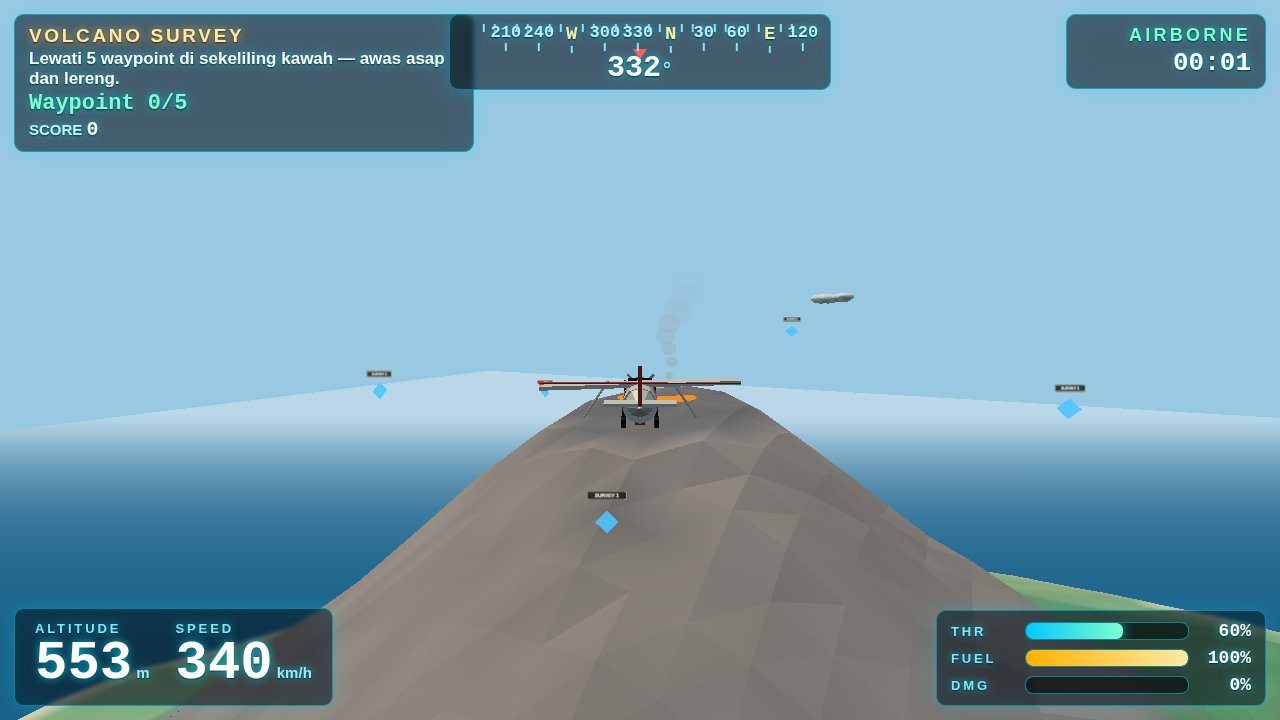 VOLCANO SURVEY
Lewati 5 waypoint di sekeliling kawah — awas asap
dan lereng.
Waypoint 0/5
SCORE 0
210 240 W 300 330 N 30 60 E 120
332°
AIRBORNE
00:01
SURVEY 1
ALTITUDE SPEED
553 m 340 km/h
THR 60%
FUEL 100%
DMG 0%